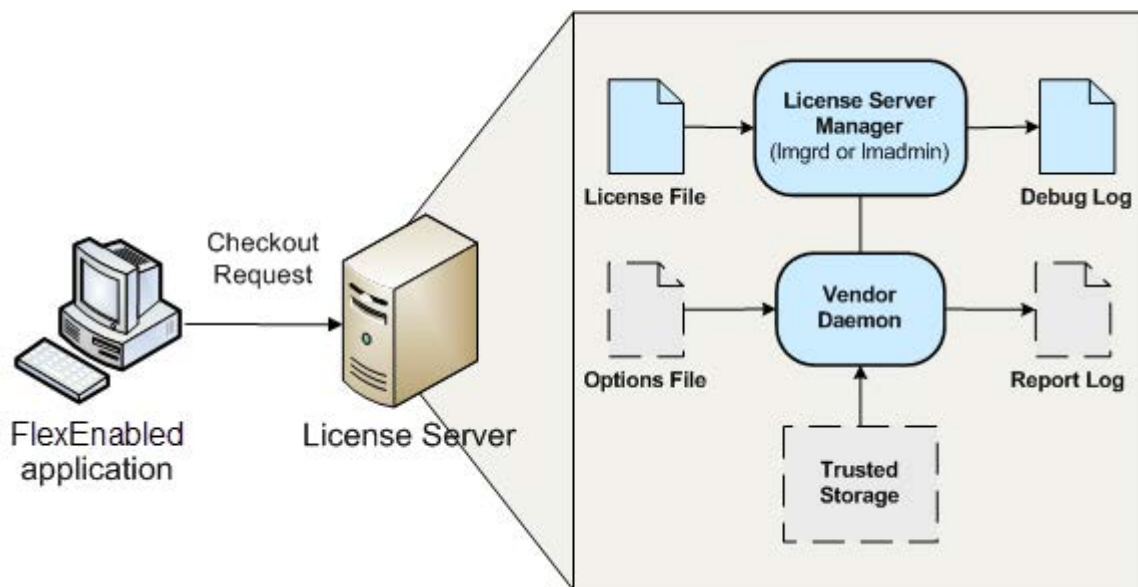 Checkout
Request
FlexEnabled
application
License Server
License File
License Server
Manager
(lmgrd or lmadmin)
Debug Log
Options File
Vendor
Daemon
Report Log
Trusted
Storage